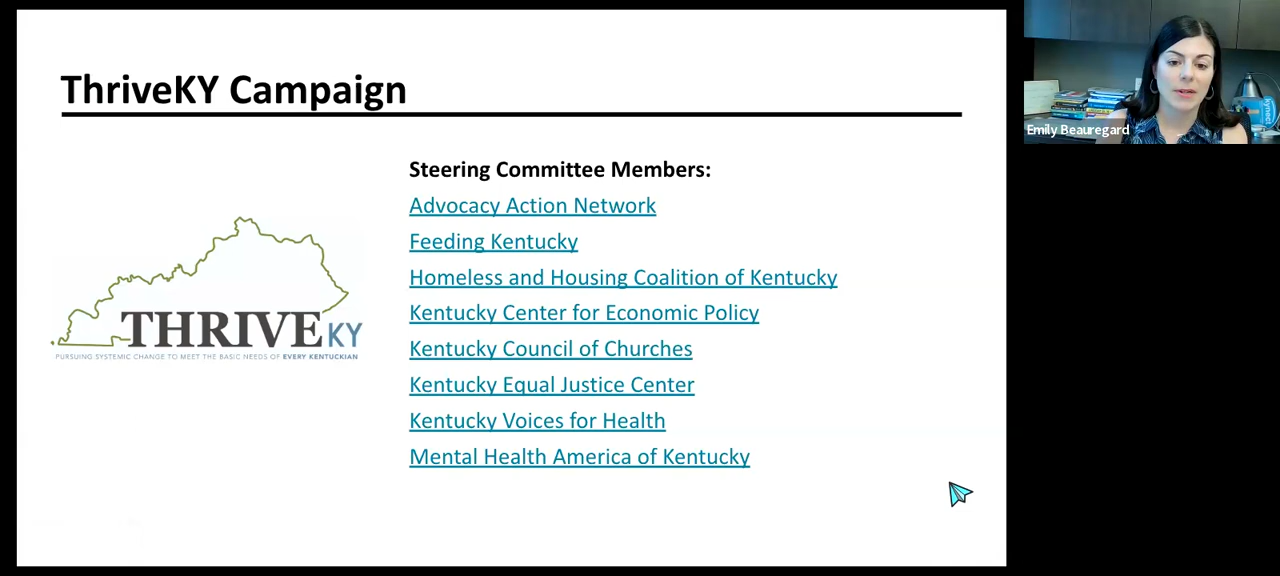 ThriveKY Campaign
Steering Committee Members:
Advocacy Action Network
Feeding Kentucky
Homeless and Housing Coalition of Kentucky
Kentucky Center for Economic Policy
Kentucky Council of Churches
Kentucky Equal Justice Center
Kentucky Voices for Health
Mental Health America of Kentucky
THRIVEKY
PURSUING SYSTEMIC CHANGE TO MEET THE BASIC NEEDS OF EVERY KENTUCKIAN
Emily Beauregard
kynect